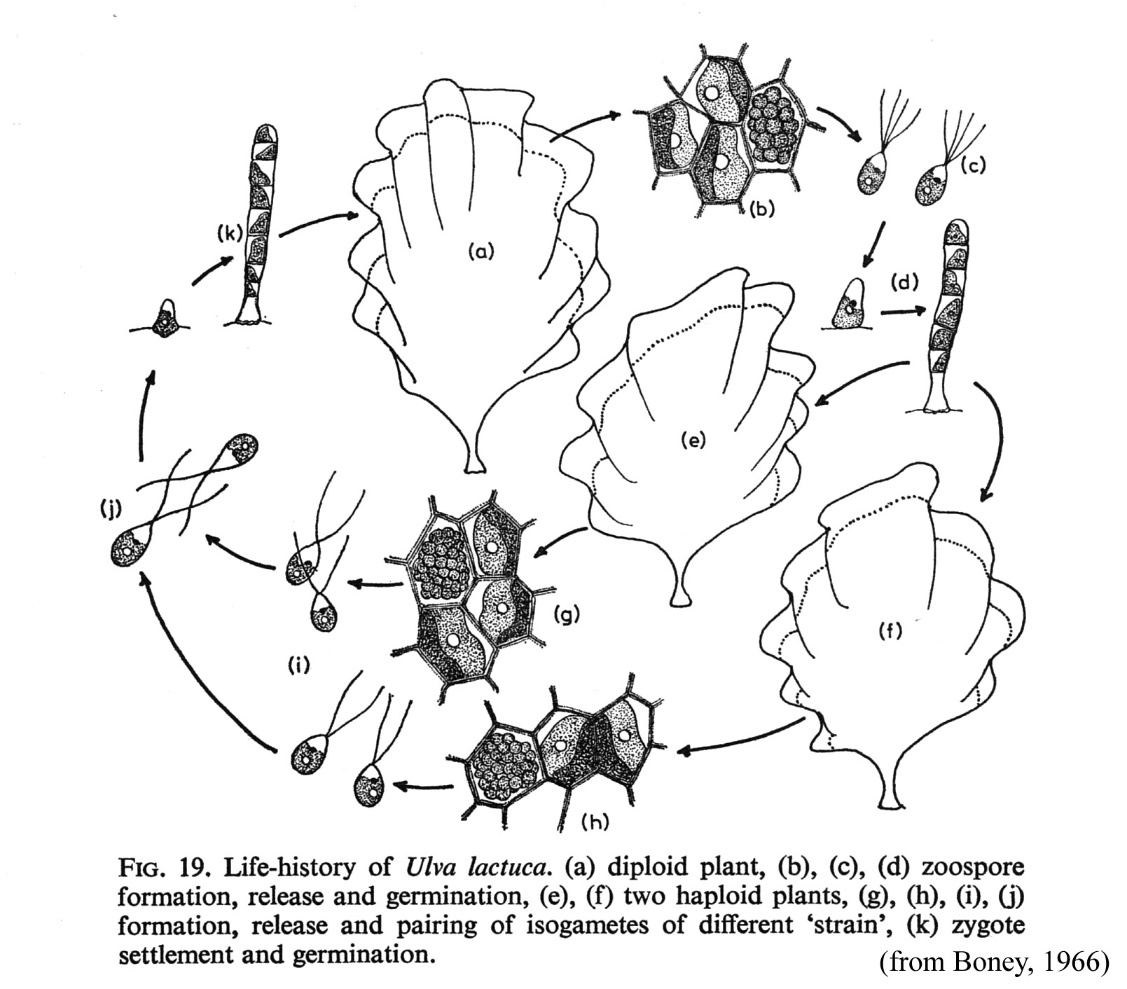 (a)
(b)
(c)
(k)
(d)
(e)
(j)
(g)
(f)
(i)
(h)
FIG. 19. Life-history of Ulva lactuca. (a) diploid plant, (b), (c), (d) zoospore
formation, release and germination, (e), (f) two haploid plants, (g), (h), (i), (j)
formation, release and pairing of isogametes of different ‘strain’, (k) zygote
settlement and germination.
(from Boney, 1966)